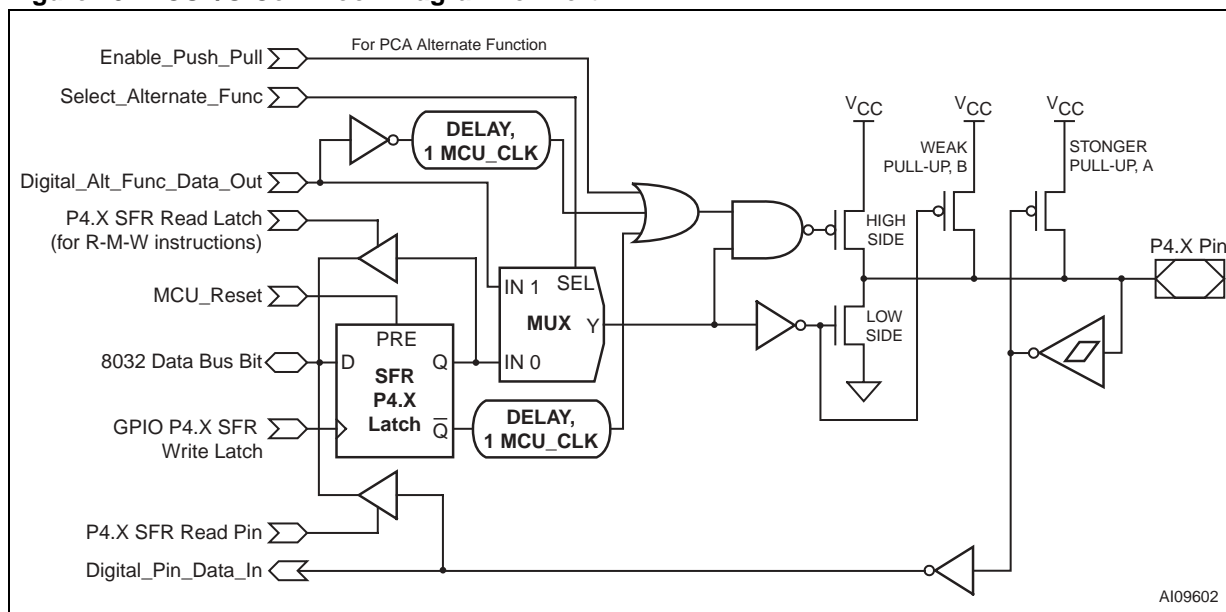 For PCA Alternate Function
Enable_Push_Pull
Select_Alternate_Func
DELAY,
1 MCU_CLK
Digital_Alt_Func_Data_Out
P4.X SFR Read Latch
(for R-M-W instructions)
MCU_Reset
8032 Data Bus Bit
GPIO P4.X SFR
Write Latch
P4.X SFR Read Pin
Digital_Pin_Data_In
PRE
D
Q
SFR
P4.X
Latch
Q
DELAY,
1 MCU_CLK
IN 1
SEL
MUX
Y
IN 0
VCC
VCC
VCC
HIGH
SIDE
LOW
SIDE
WEAK
PULL-UP, B
STONGER
PULL-UP, A
P4.X Pin
AI09602